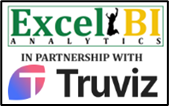 Excel BI
ANALYTICS
IN PARTNERSHIP WITH
Truviz